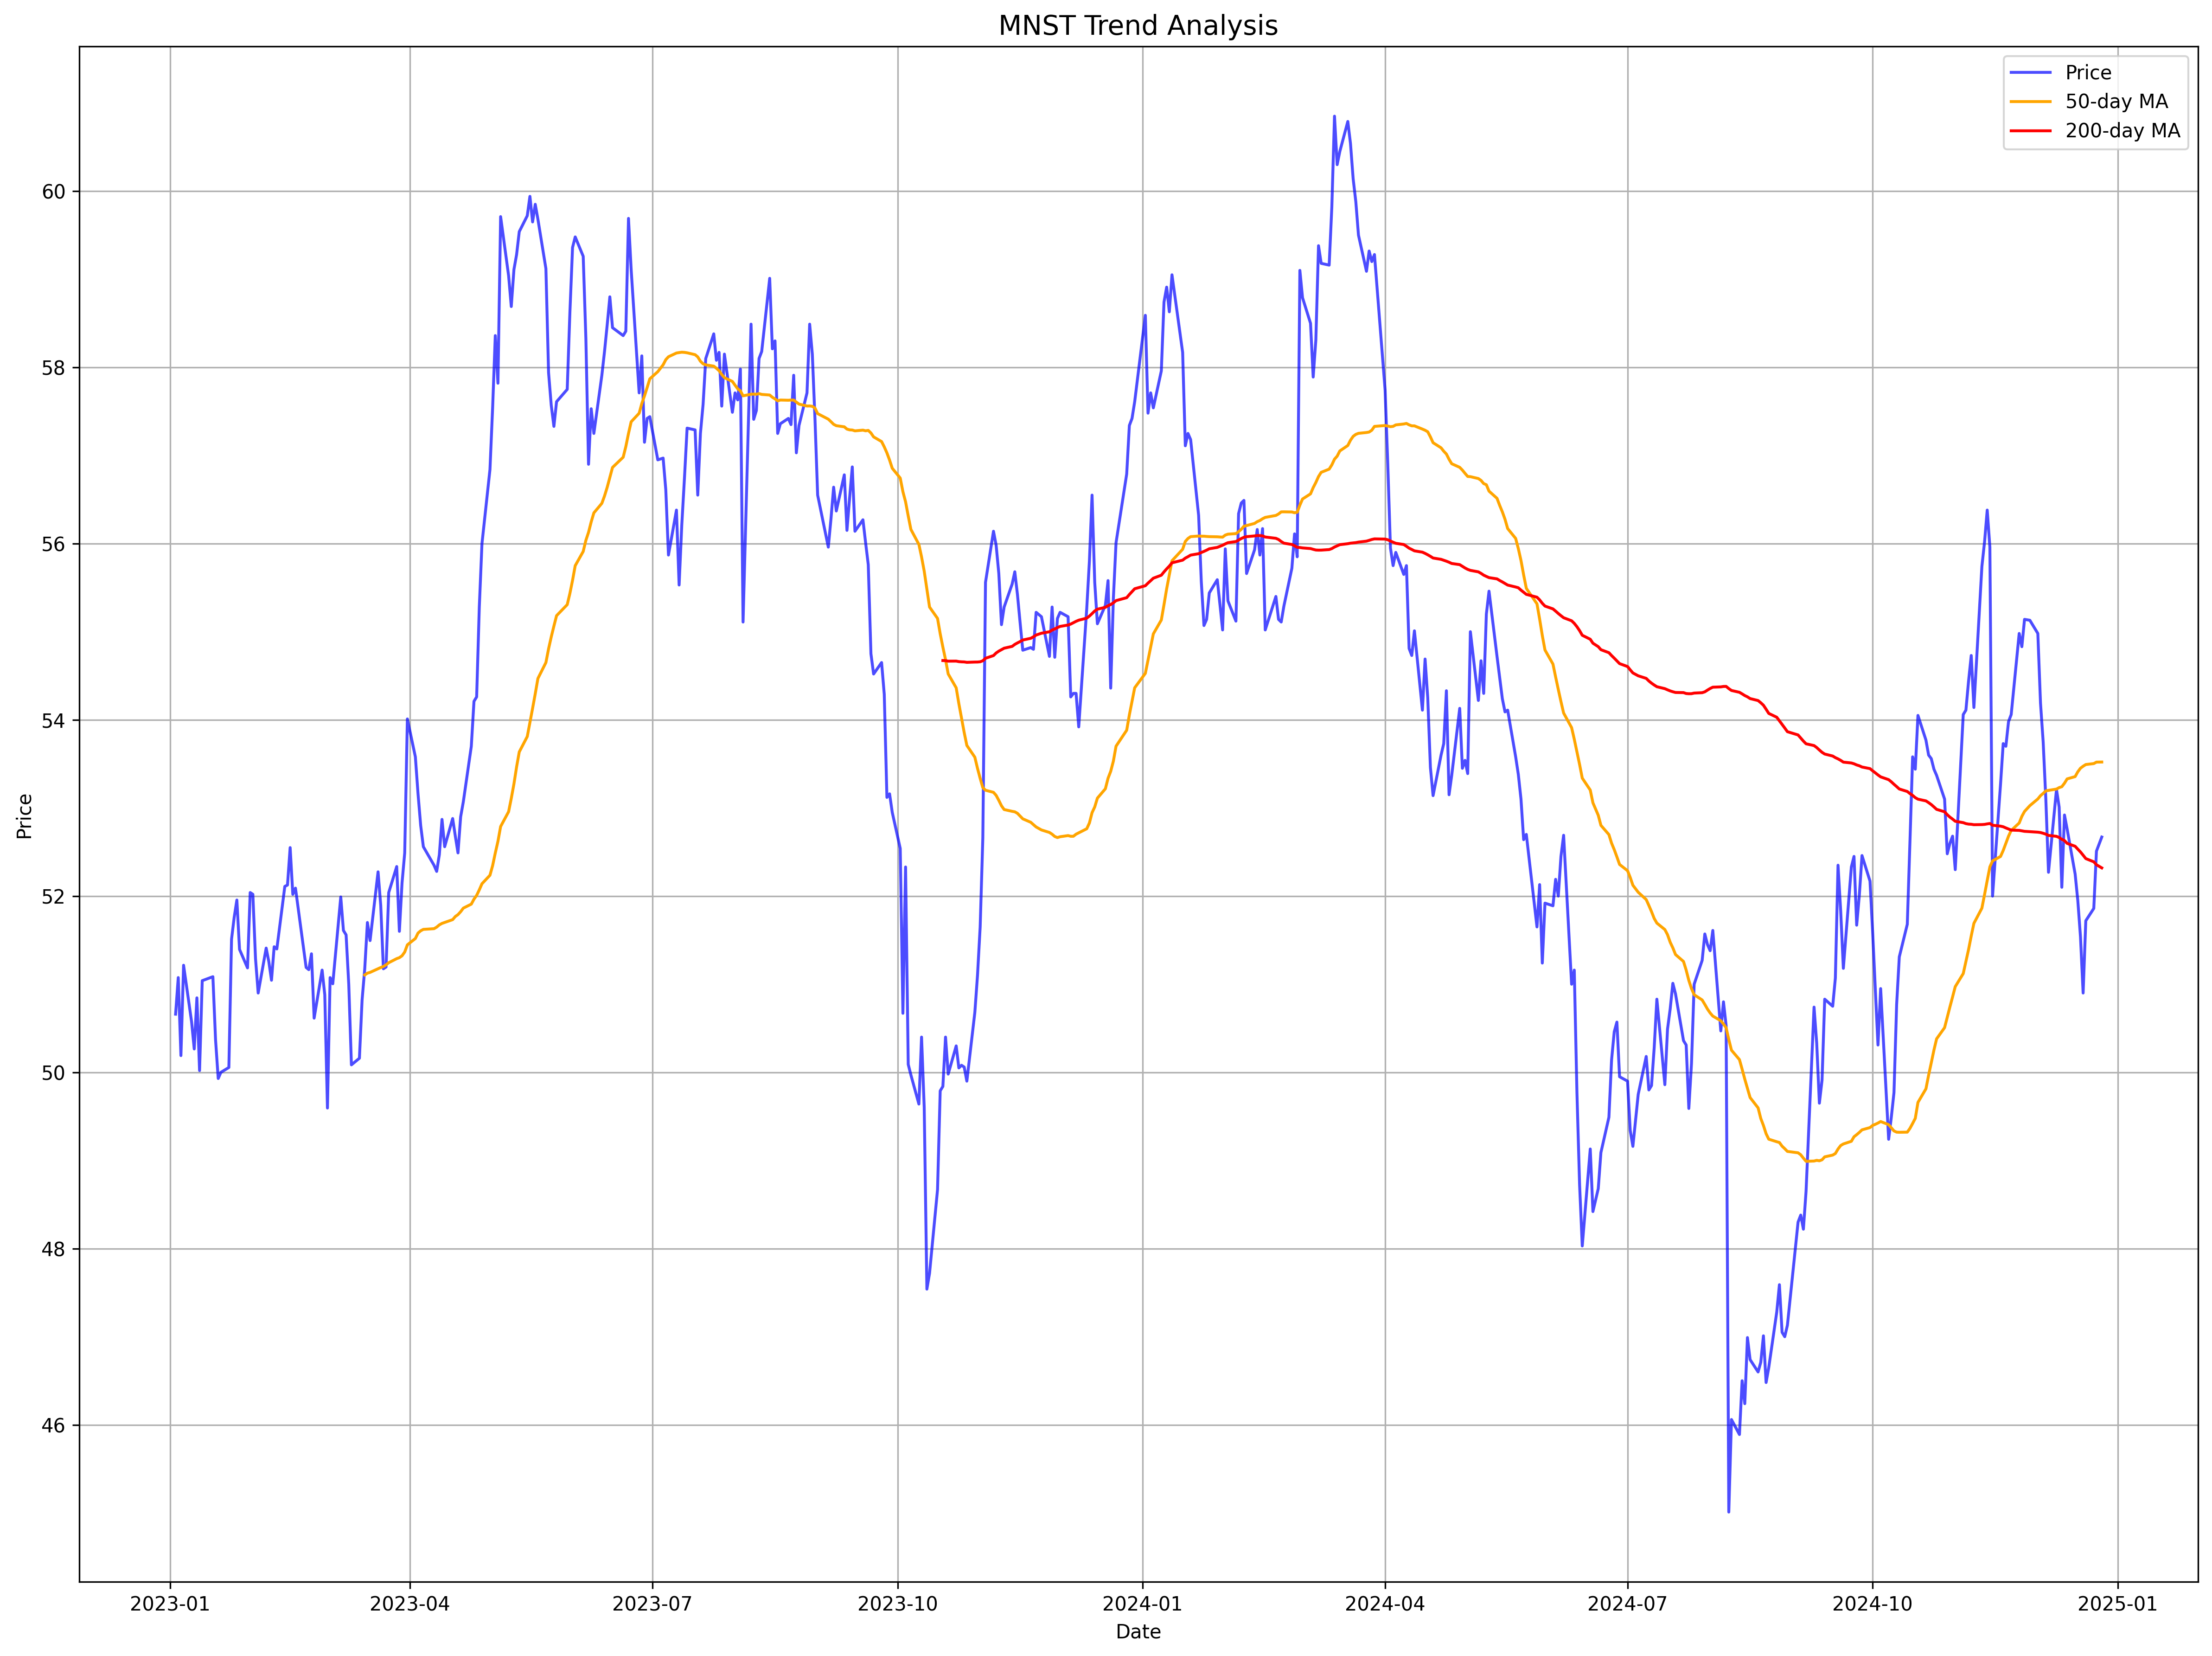 MNST Trend Analysis
Price
50-day MA
200-day MA
60
58
56
54
52
50
48
46
Price
2023-01
2023-04
2023-07
2023-10
2024-01
2024-04
2024-07
2024-10
2025-01
Date